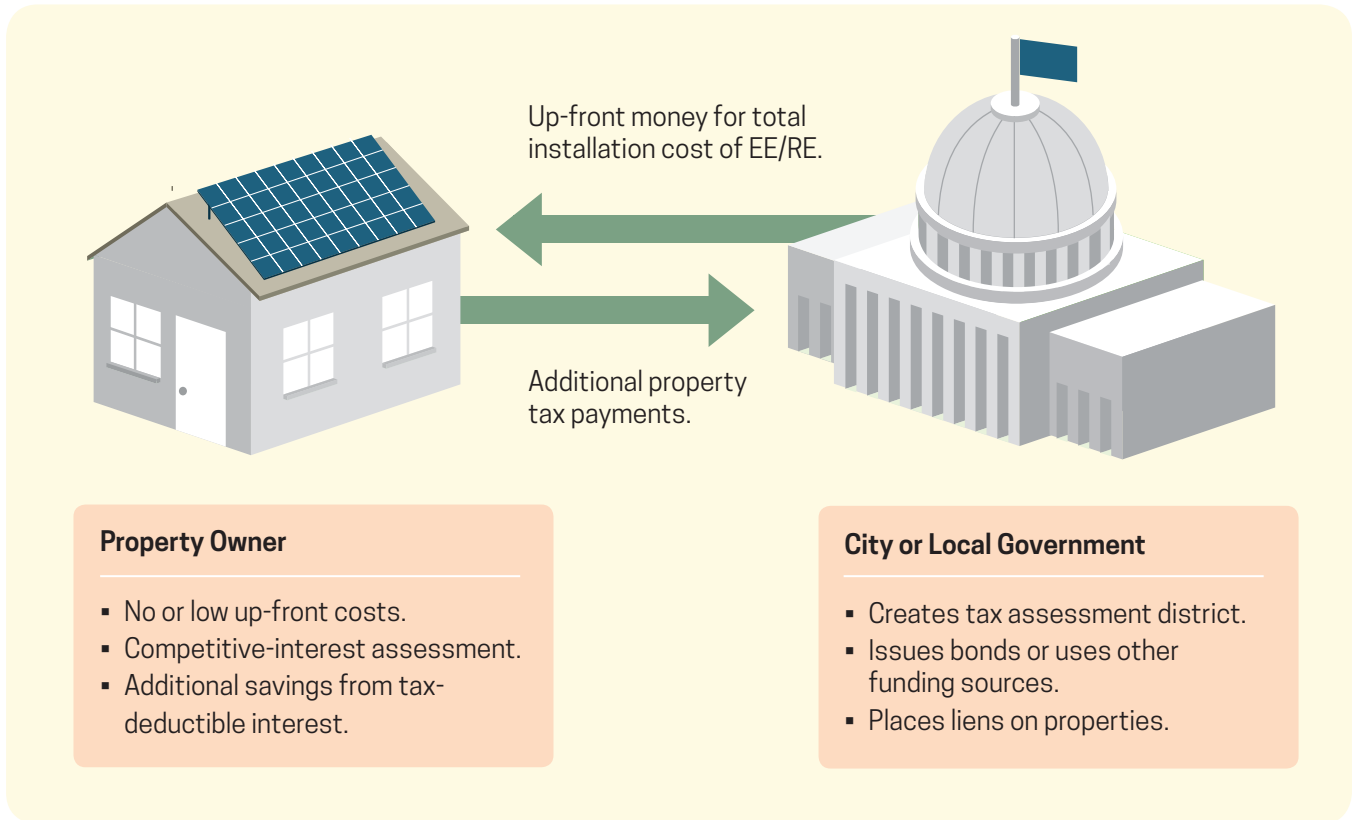 Up-front money for total
installation cost of EE/RE.
Additional property
tax payments.
Property Owner
▪ No or low up-front costs.
▪ Competitive-interest assessment.
▪ Additional savings from tax-
deductible interest.
City or Local Government
▪ Creates tax assessment district.
▪ Issues bonds or uses other
funding sources.
▪ Places liens on properties.